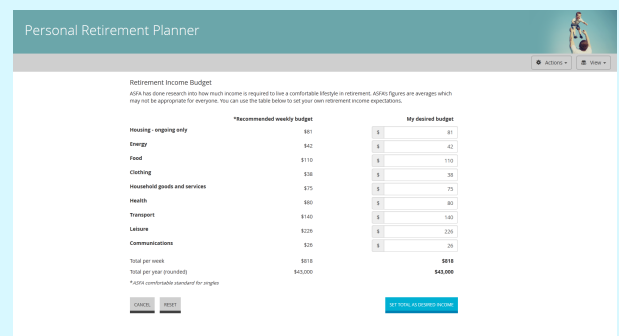 Personal Retirement Planner
Actions
View
Retirement Income Budget
ASFA has done research into how much income is required to live a comfortable lifestyle in retirement. ASFA's figures are averages which
may not be appropriate for everyone. You can use the table below to set your own retirement income expectations.
*Recommended weekly budget My desired budget
Housing - ongoing only $81 $ 81
Energy $42 $ 42
Food $110 $ 110
Clothing $38 $ 38
Household goods and services $75 $ 75
Health $80 $ 80
Transport $140 $ 140
Leisure $226 $ 226
Communications $26 $ 26
Total per week $818 $818
Total per year (rounded) $43,000 $43,000
*ASFA comfortable standard for singles
CANCEL RESET SET TOTAL AS DESIRED INCOME